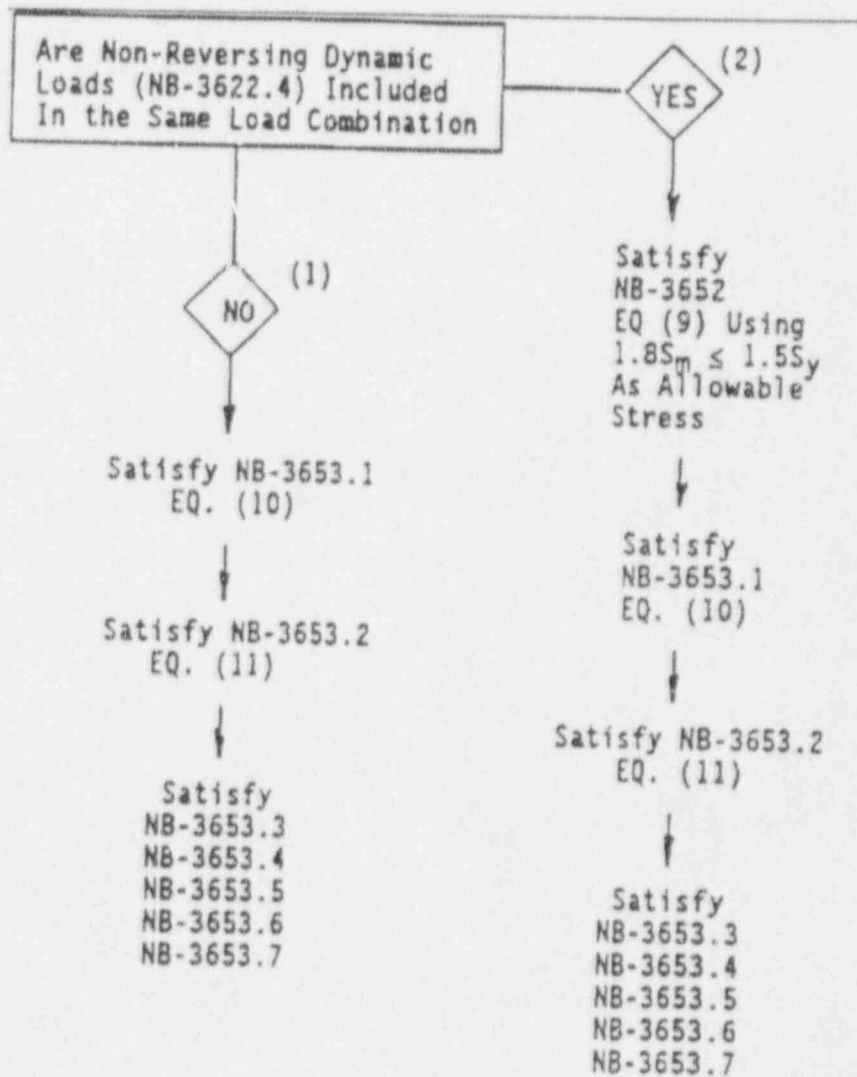 Are Non-Reversing Dynamic
Loads (NB-3622.4) Included
In the Same Load Combination
(2)
YES
(1)
NO
Satisfy NB-3653.1
EQ. (10)
Satisfy NB-3653.2
EQ. (11)
Satisfy
NB-3653.3
NB-3653.4
NB-3653.5
NB-3653.6
NB-3653.7
Satisfy
NB-3652
EQ (9) Using
1.8Sm ≤ 1.5Sy
As Allowable
Stress
Satisfy
NB-3653.1
EQ. (10)
Satisfy NB-3653.2
EQ. (11)
Satisfy
NB-3653.3
NB-3653.4
NB-3653.5
NB-3653.6
NB-3653.7